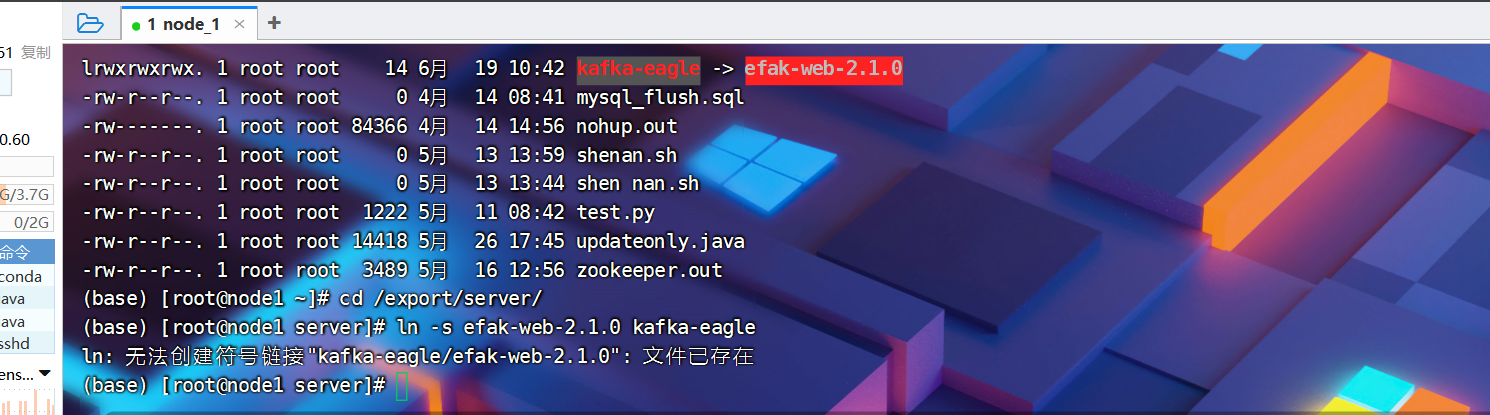 1 node_1 × +
51 复制
lrwxrwxrwx. 1 root root    14 6月   19 10:42 kafka-eagle -> efak-web-2.1.0
-rw-r--r--. 1 root root     0 4月   14 08:41 mysql_flush.sql
0.60
-rw-------. 1 root root 84366 4月   14 14:56 nohup.out
-rw-r--r--. 1 root root     0 5月   13 13:59 shenan.sh
G/3.7G
-rw-r--r--. 1 root root     0 5月   13 13:44 shen nan.sh
0/2G
-rw-r--r--. 1 root root  1222 5月   11 08:42 test.py
命令
-rw-r--r--. 1 root root 14418 5月   26 17:45 updateonly.java
conda
-rw-r--r--. 1 root root  3489 5月   16 12:56 zookeeper.out
ava
(base) [root@node1 ~]# cd /export/server/
ava
(base) [root@node1 server]# ln -s efak-web-2.1.0 kafka-eagle
sshd
ln: 无法创建符号链接"kafka-eagle/efak-web-2.1.0": 文件已存在
ens...
(base) [root@node1 server]#